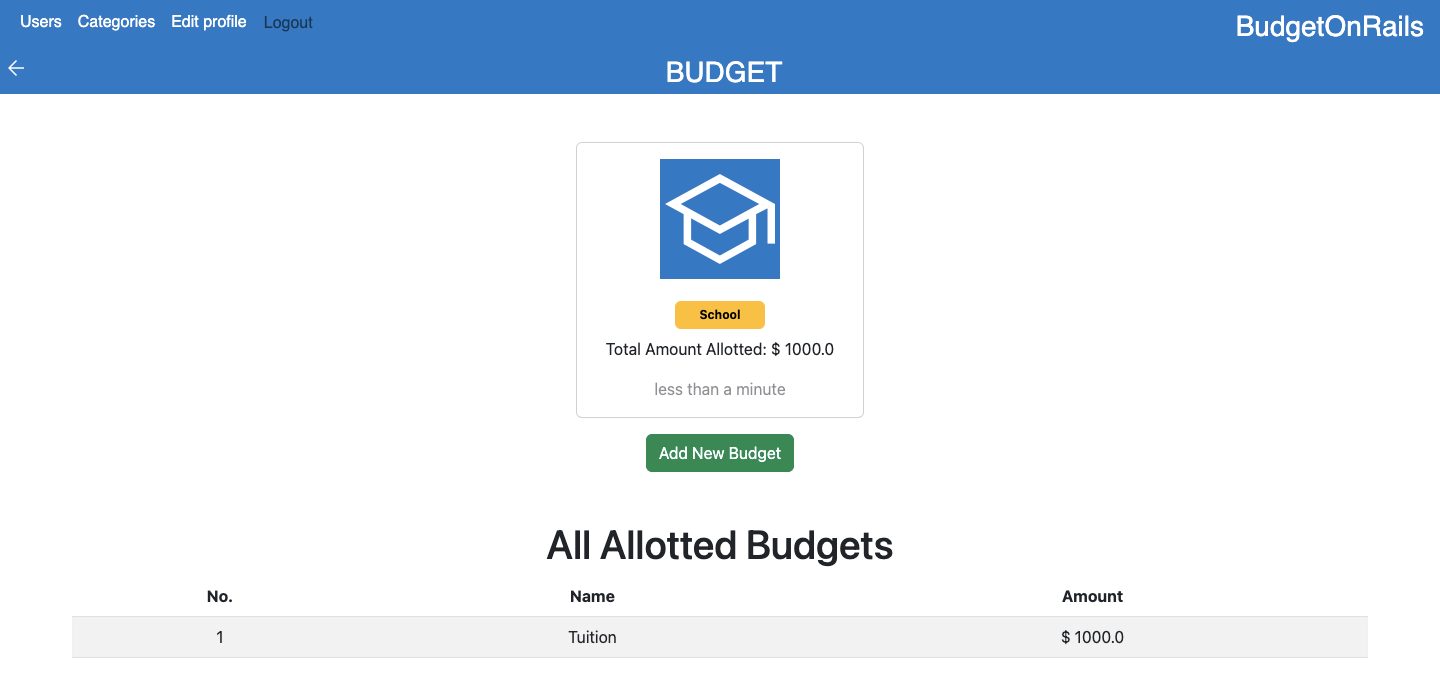 Users Categories Edit profile Logout BudgetOnRails
BUDGET
School
Total Amount Allotted: $ 1000.0
less than a minute
Add New Budget
All Allotted Budgets
No. Name Amount
1 Tuition $ 1000.0